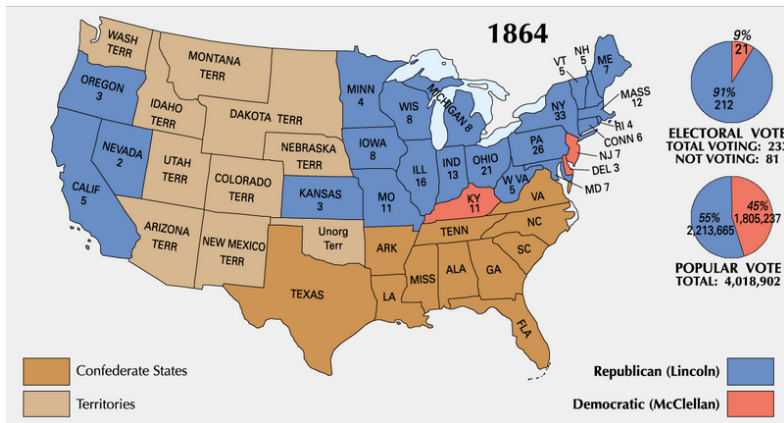 1864
WASH
TERR
OREGON
3
CALIF
5
NEVADA
2
IDAHO
TERR
MONTANA
TERR
DAKOTA TERR
NEBRASKA
TERR
UTAH
TERR
COLORADO
TERR
ARIZONA
TERR
NEW MEXICO
TERR
KANSAS
3
Unorg
Terr
TEXAS
MINN
4
IOWA
8
MO
11
ARK
LA
WIS
8
MICHIGAN 8
ILL
16
IND
13
OHIO
21
KY
11
TENN
MISS
ALA
GA
FLA
SC
NC
VA
W VA
5
PA
26
NY
33
VT
5
NH
5
ME
7
MASS
12
RI 4
CONN 6
NJ 7
DEL 3
MD 7
9%
21
91%
212
ELECTORAL VOTE
TOTAL VOTING: 233
NOT VOTING: 81
45%
1,805,237
55%
2,213,665
POPULAR VOTE
TOTAL: 4,018,902
Confederate States
Territories
Republican (Lincoln)
Democratic (McClellan)